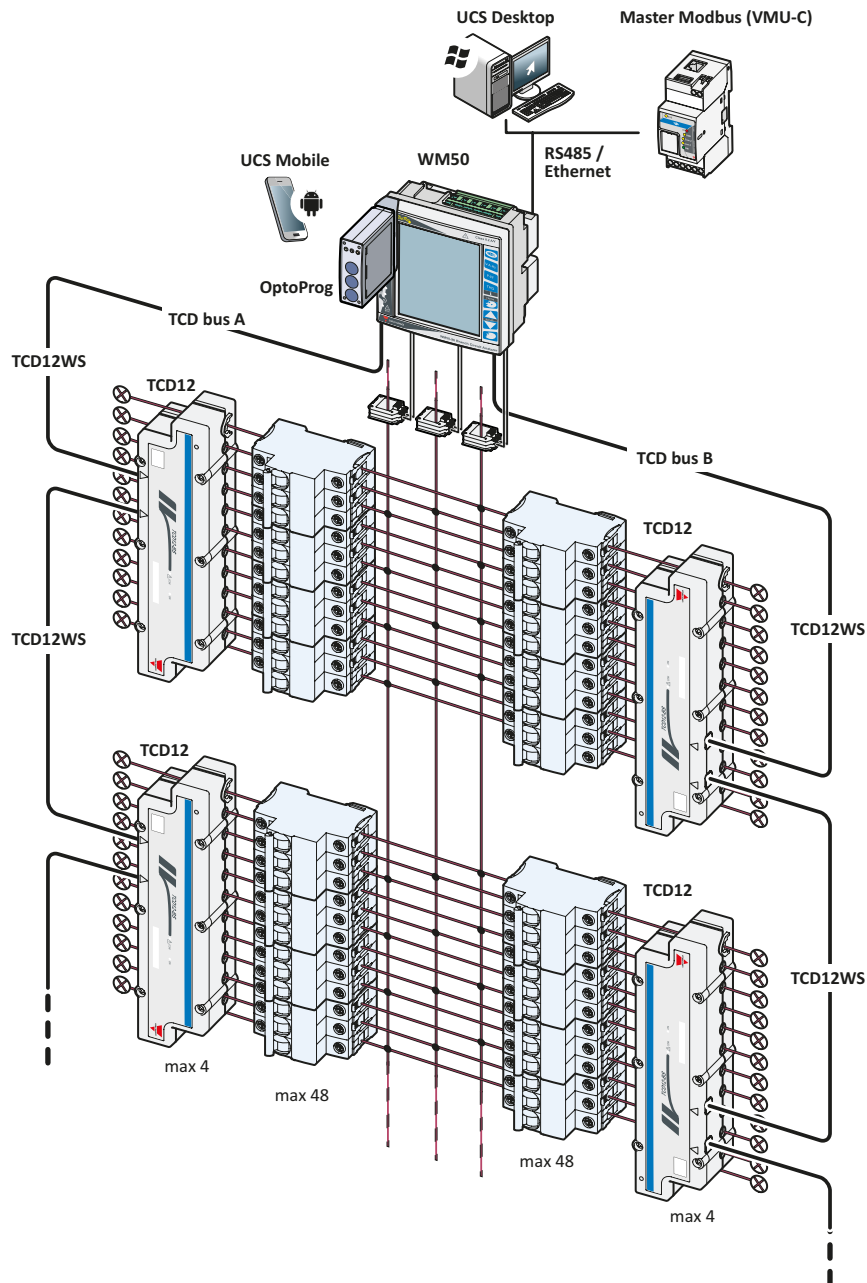 UCS Desktop
Master Modbus (VMU-C)
UCS Mobile
WM50
RS485 /
Ethernet
OptoProg
TCD bus A
TCD12WS
TCD12
TCD bus B
TCD12
TCD12WS
TCD12WS
TCD12
TCD12
TCD12WS
max 4
max 48
max 48
max 4